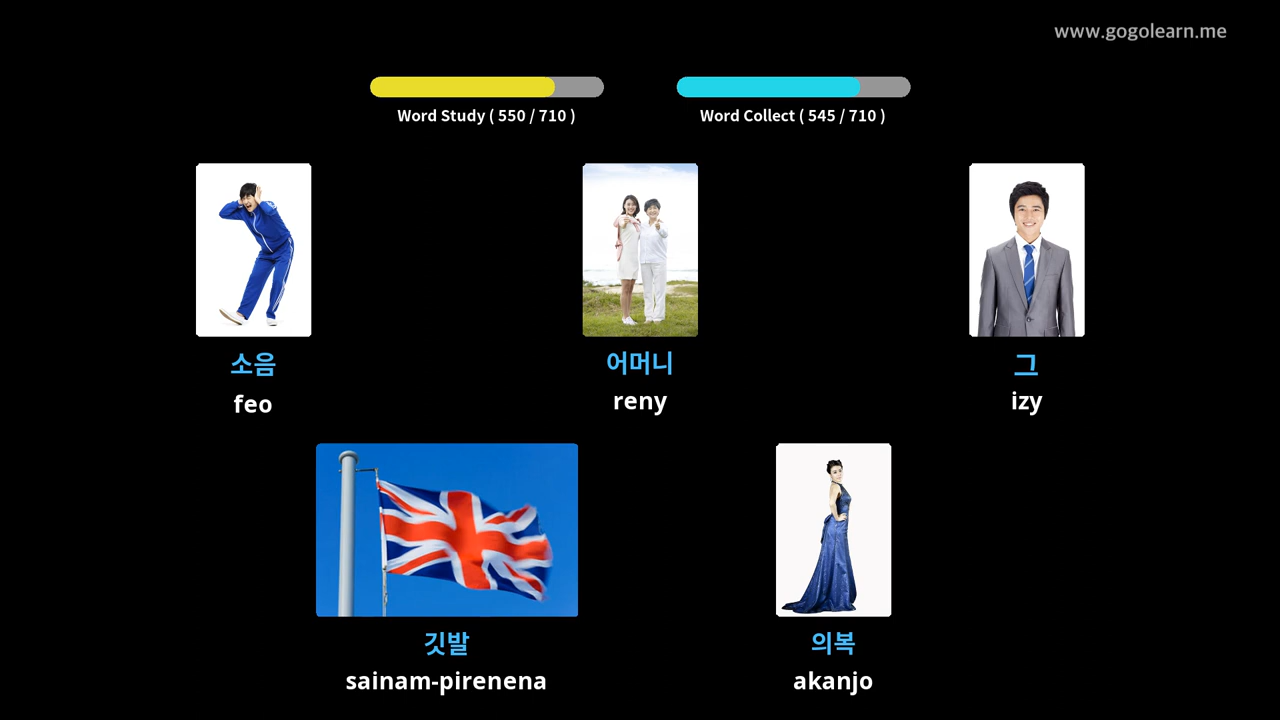 www.gogolearn.me
Word Study ( 550 / 710 )
Word Collect ( 545 / 710 )
소음
feo
어머니
reny
그
izy
깃발
sainam-pirenena
의복
akanjo